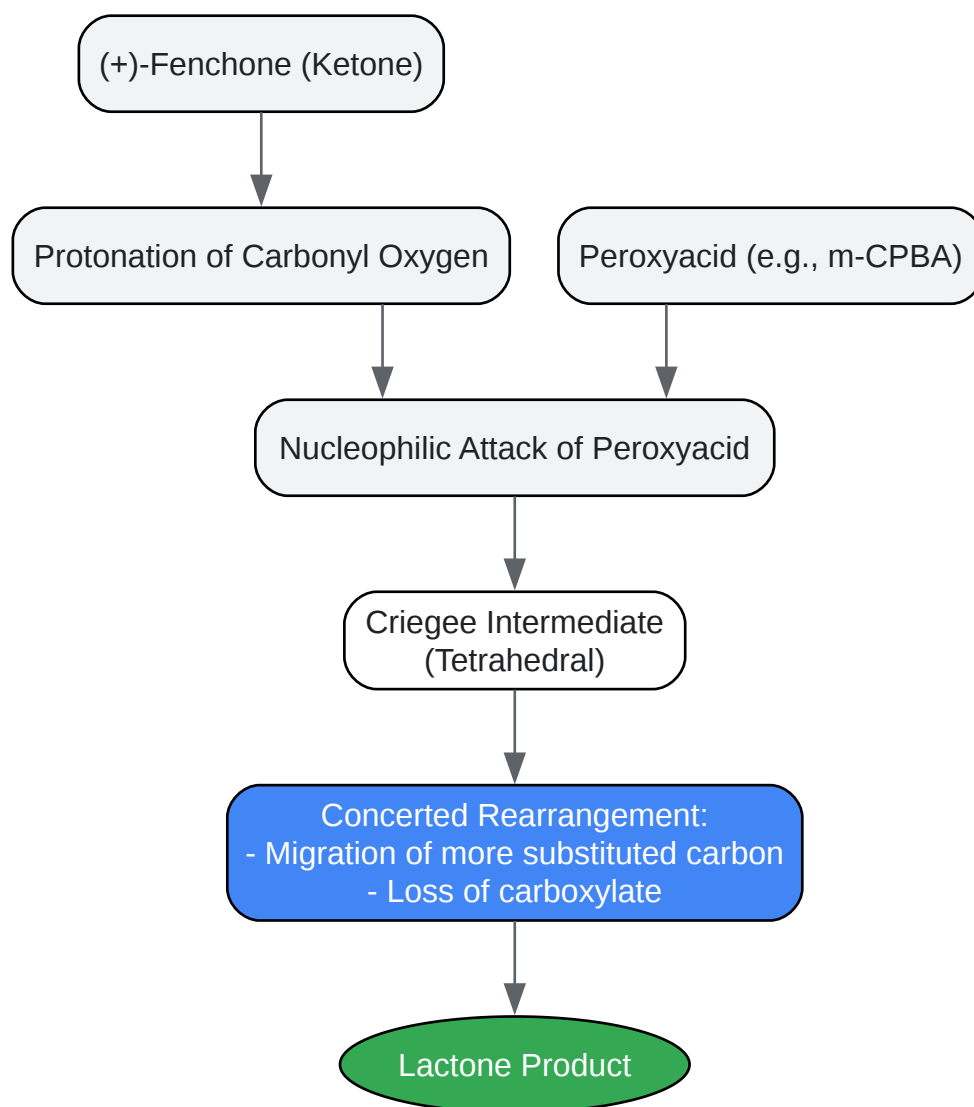 (+)-Fenchone (Ketone)
Protonation of Carbonyl Oxygen
Peroxyacid (e.g., m-CPBA)
Nucleophilic Attack of Peroxyacid
Criegee Intermediate
(Tetrahedral)
Concerted Rearrangement:
- Migration of more substituted carbon
- Loss of carboxylate
Lactone Product